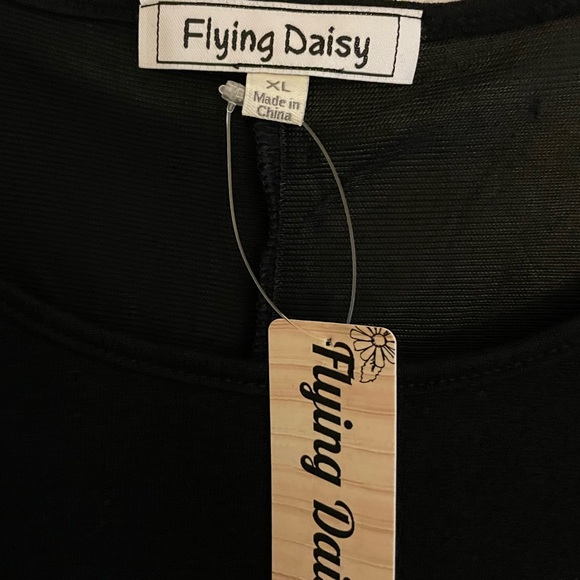 Flying Daisy
XL
Made in
China
Flying Dai